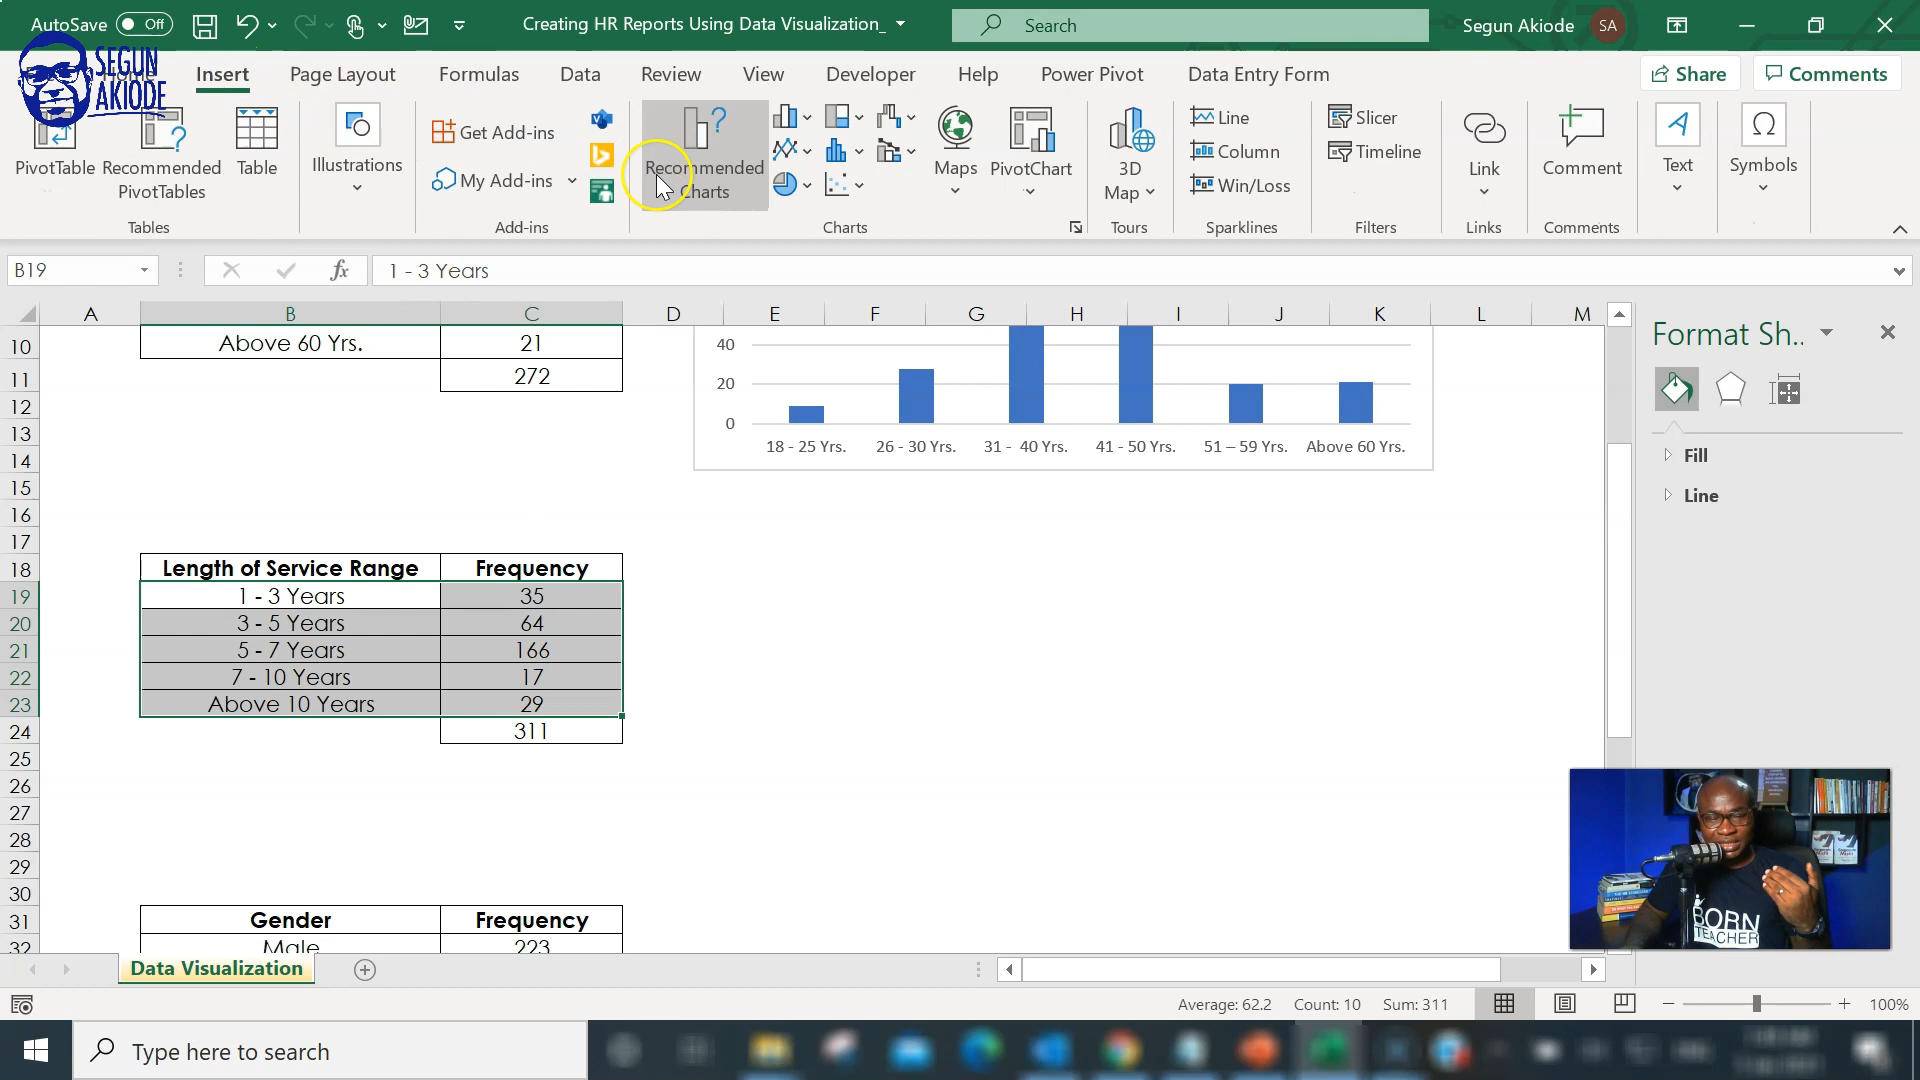 AutoSave Off
Creating HR Reports Using Data Visualization_
Search
Segun Akiode SA
SEGUN
AKIODE
Insert Page Layout Formulas Data Review View Developer Help Power Pivot Data Entry Form
Share Comments
PivotTable Recommended PivotTables Table
Illustrations
Get Add-ins
My Add-ins
Recommended Charts
Maps PivotChart
3D Map
Line
Column
Win/Loss
Slicer
Timeline
Link
Comment
Text
Symbols
Tables Add-ins Charts Tours Sparklines Filters Links Comments
B19 fx 1 - 3 Years
A B C D E F G H I J K L M
10 Above 60 Yrs. 21
11 272
12
13
14
15
16
17
18 Length of Service Range Frequency
19 1 - 3 Years 35
20 3 - 5 Years 64
21 5 - 7 Years 166
22 7 - 10 Years 17
23 Above 10 Years 29
24 311
25
26
27
28
29
30
31 Gender Frequency
32 Male 223
40
20
0
18 - 25 Yrs. 26 - 30 Yrs. 31 - 40 Yrs. 41 - 50 Yrs. 51 – 59 Yrs. Above 60 Yrs.
Format Sh..
Fill
Line
BORN
TEACHER
Data Visualization
Average: 62.2 Count: 10 Sum: 311
100%
Type here to search